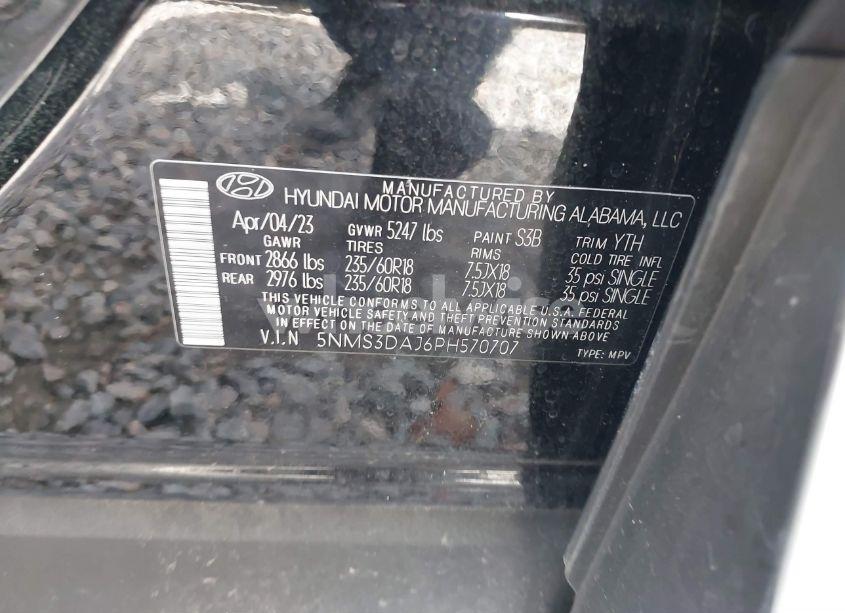 MANUFACTURED BY
HYUNDAI MOTOR MANUFACTURING ALABAMA, LLC
Apr/04/23 GVWR 5247 lbs PAINT S3B TRIM YTH
GAWR TIRES RIMS COLD TIRE INFL
FRONT 2866 lbs 235/60R18 7.5JX18 35 psi SINGLE
REAR 2976 lbs 235/60R18 7.5JX18 35 psi SINGLE
THIS VEHICLE CONFORMS TO ALL APPLICABLE U.S.A. FEDERAL
MOTOR VEHICLE SAFETY AND THEFT PREVENTION STANDARDS
IN EFFECT ON THE DATE OF MANUFACTURE SHOWN ABOVE
V.I.N 5NMS3DAJ6PH570707 TYPE: MPV